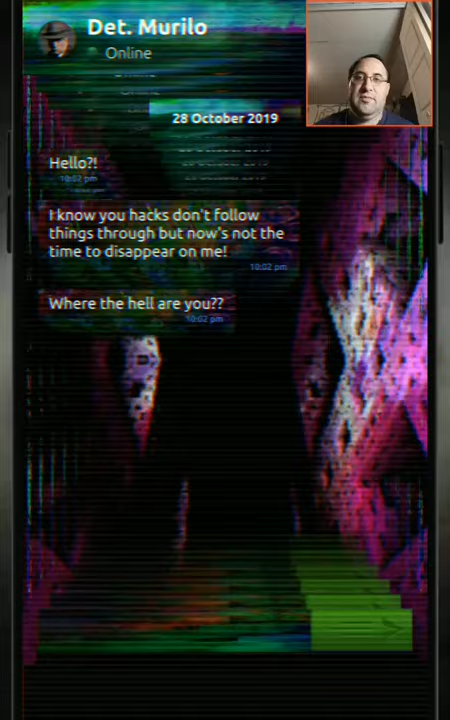 Det. Murilo
Online
28 October 2019
Hello?!
10:02 pm
I know you hacks don't follow
things through but now's not the
time to disappear on me!
10:02 pm
Where the hell are you??
10:02 pm